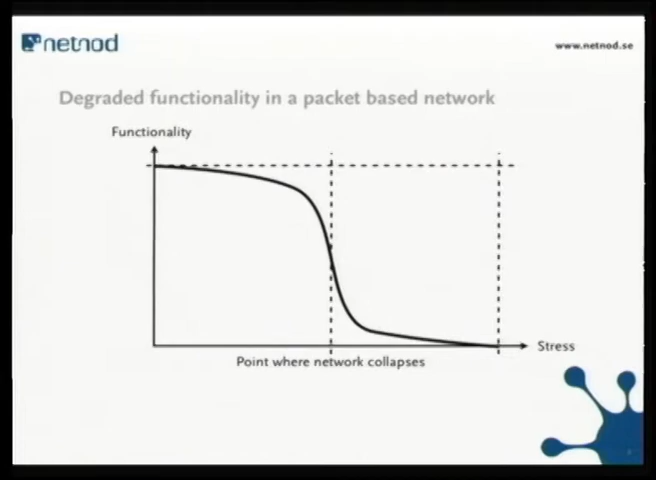 netnod
www.netnod.se
Degraded functionality in a packet based network
Functionality
Stress
Point where network collapses